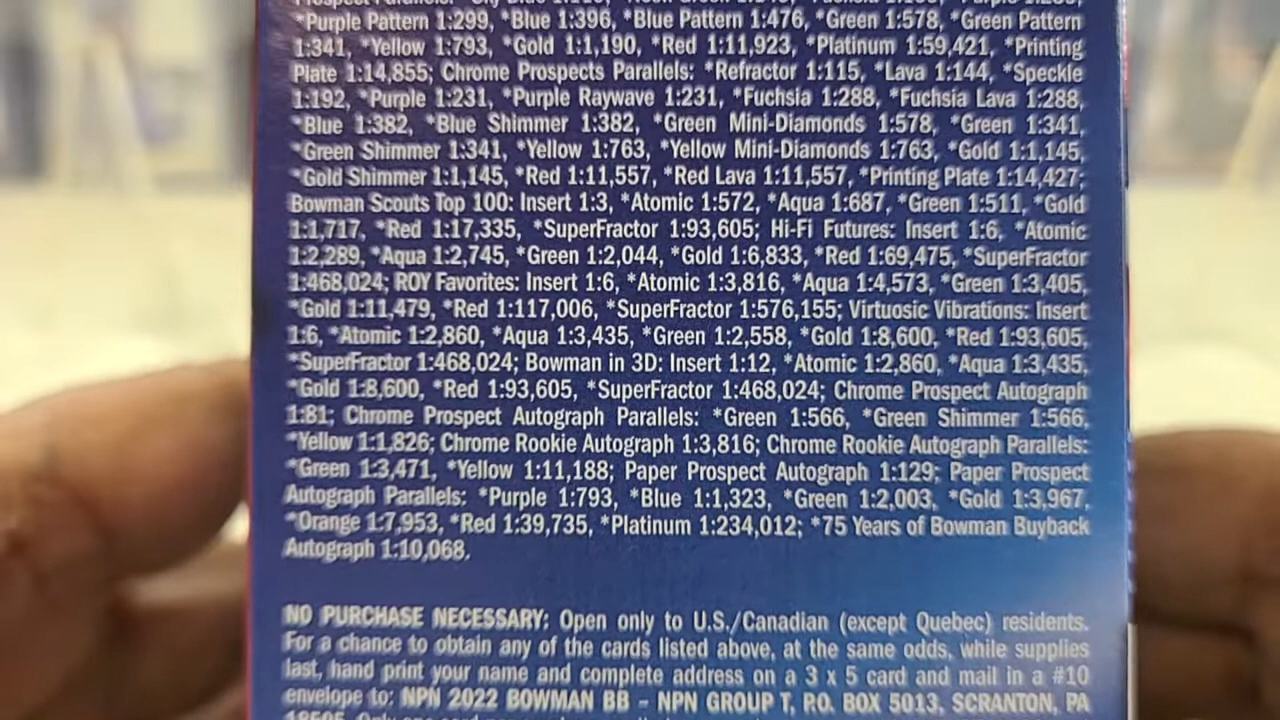 *Purple Pattern 1:299, *Blue 1:396, *Blue Pattern 1:476, *Green 1:578, *Green Pattern
1:341, *Yellow 1:793, *Gold 1:1,190, *Red 1:11,923, *Platinum 1:59,421, *Printing
Plate 1:14,855; Chrome Prospects Parallels: *Refractor 1:115, *Lava 1:144, *Speckle
1:192, *Purple 1:231, *Purple Raywave 1:231, *Fuchsia 1:288, *Fuchsia Lava 1:288,
*Blue 1:382, *Blue Shimmer 1:382, *Green Mini-Diamonds 1:578, *Green 1:341,
*Green Shimmer 1:341, *Yellow 1:763, *Yellow Mini-Diamonds 1:763, *Gold 1:1,145,
*Gold Shimmer 1:1,145, *Red 1:11,557, *Red Lava 1:11,557, *Printing Plate 1:14,427;
Bowman Scouts Top 100: Insert 1:3, *Atomic 1:572, *Aqua 1:687, *Green 1:511, *Gold
1:1,717, *Red 1:17,335, *SuperFractor 1:93,605; Hi-Fi Futures: Insert 1:6, *Atomic
1:2,289, *Aqua 1:2,745, *Green 1:2,044, *Gold 1:6,833, *Red 1:69,475, *SuperFractor
1:468,024; ROY Favorites: Insert 1:6, *Atomic 1:3,816, *Aqua 1:4,573, *Green 1:3,405,
*Gold 1:11,479, *Red 1:117,006, *SuperFractor 1:576,155; Virtuosic Vibrations: Insert
1:6, *Atomic 1:2,860, *Aqua 1:3,435, *Green 1:2,558, *Gold 1:8,600, *Red 1:93,605,
*SuperFractor 1:468,024; Bowman in 3D: Insert 1:12, *Atomic 1:2,860, *Aqua 1:3,435,
*Gold 1:8,600, *Red 1:93,605, *SuperFractor 1:468,024; Chrome Prospect Autograph
1:81; Chrome Prospect Autograph Parallels: *Green 1:566, *Green Shimmer 1:566,
*Yellow 1:1,826; Chrome Rookie Autograph 1:3,816; Chrome Rookie Autograph Parallels:
*Green 1:3,471, *Yellow 1:11,188; Paper Prospect Autograph 1:129; Paper Prospect
Autograph Parallels: *Purple 1:793, *Blue 1:1,323, *Green 1:2,003, *Gold 1:3,967,
*Orange 1:7,953, *Red 1:39,735, *Platinum 1:234,012; *75 Years of Bowman Buyback
Autograph 1:10,068.
NO PURCHASE NECESSARY: Open only to U.S./Canadian (except Quebec) residents.
For a chance to obtain any of the cards listed above, at the same odds, while supplies
last, hand print your name and complete address on a 3 x 5 card and mail in a #10
envelope to: NPN 2022 BOWMAN BB – NPN GROUP T, P.O. BOX 5013, SCRANTON, PA